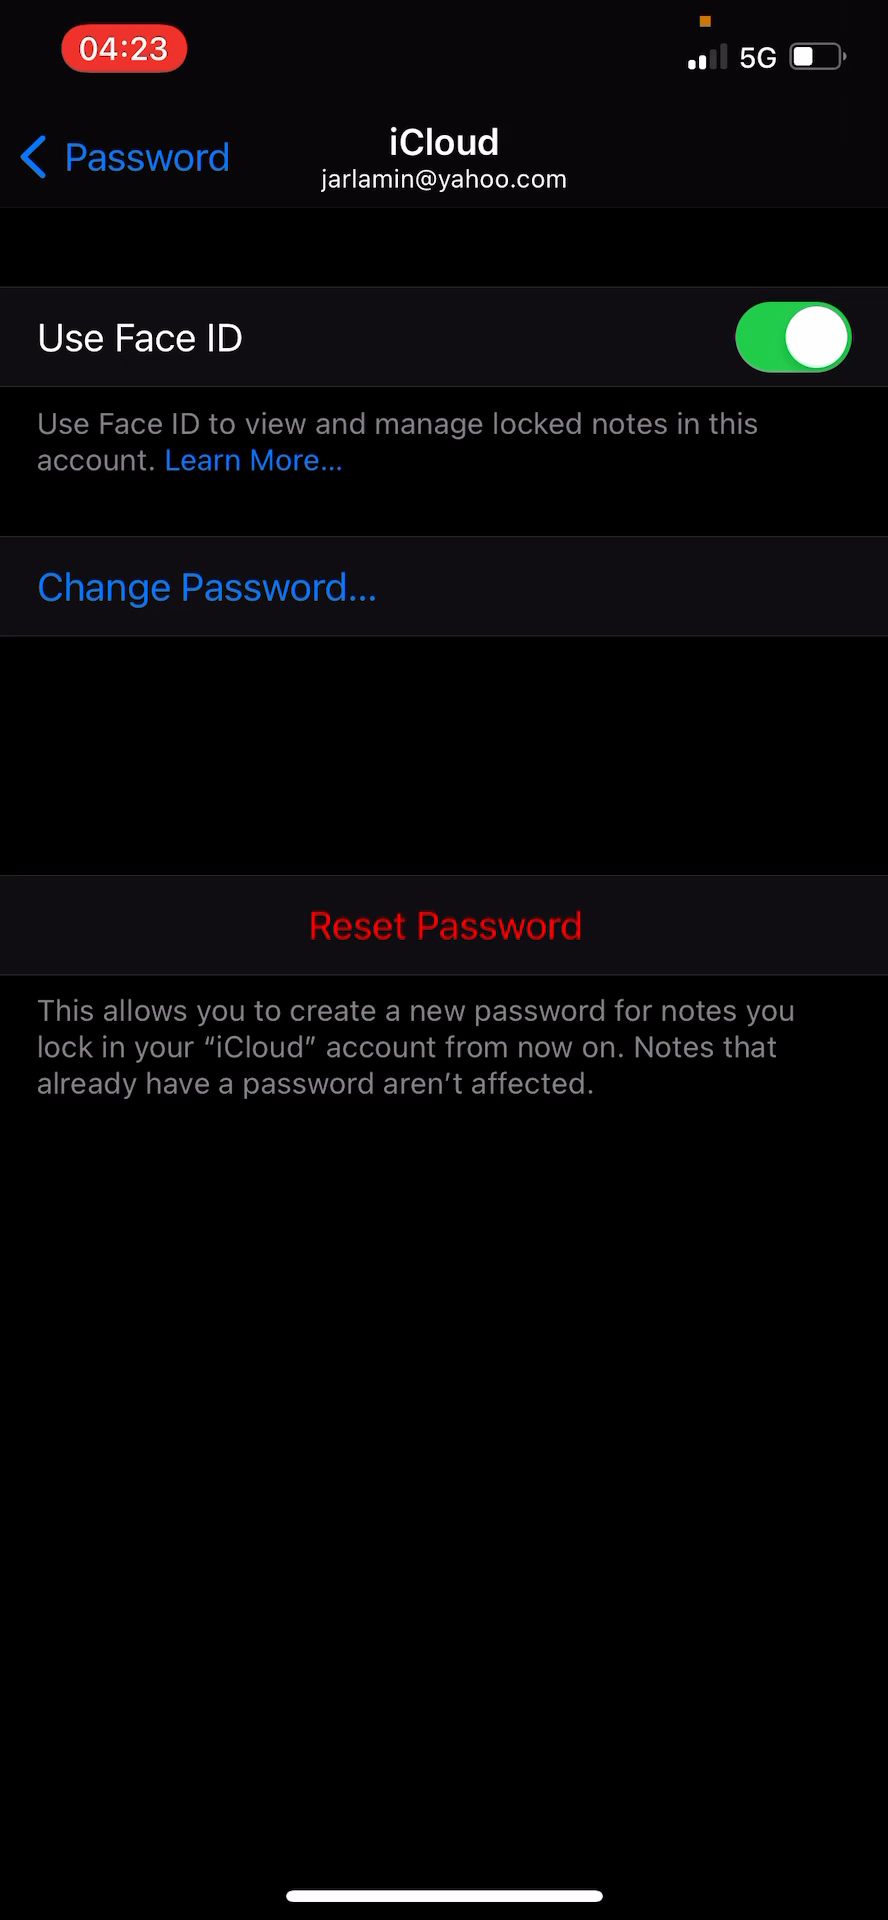 04:23
5G
Password
iCloud
jarlamin@yahoo.com
Use Face ID
Use Face ID to view and manage locked notes in this
account. Learn More...
Change Password...
Reset Password
This allows you to create a new password for notes you
lock in your “iCloud” account from now on. Notes that
already have a password aren’t affected.